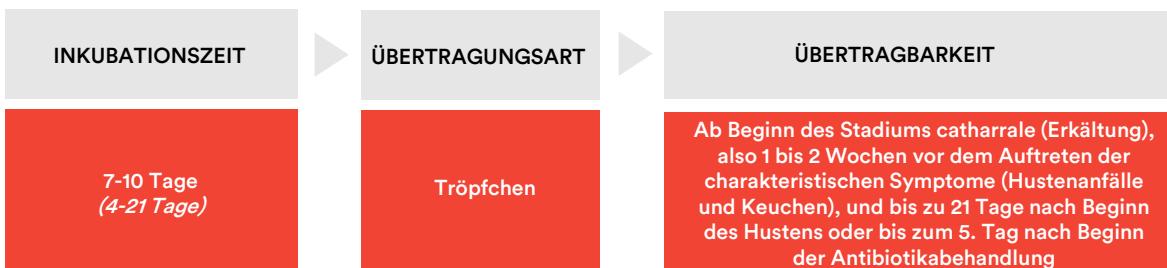 INKUBATIONSZEIT
ÜBERTRAGUNGSART
ÜBERTRAGBARKEIT
7-10 Tage
(4-21 Tage)
Tröpfchen
Ab Beginn des Stadiums catharrale (Erkältung),
also 1 bis 2 Wochen vor dem Auftreten der
charakteristischen Symptome (Hustenanfälle
und Keuchen), und bis zu 21 Tage nach Beginn
des Hustens oder bis zum 5. Tag nach Beginn
der Antibiotikabehandlung